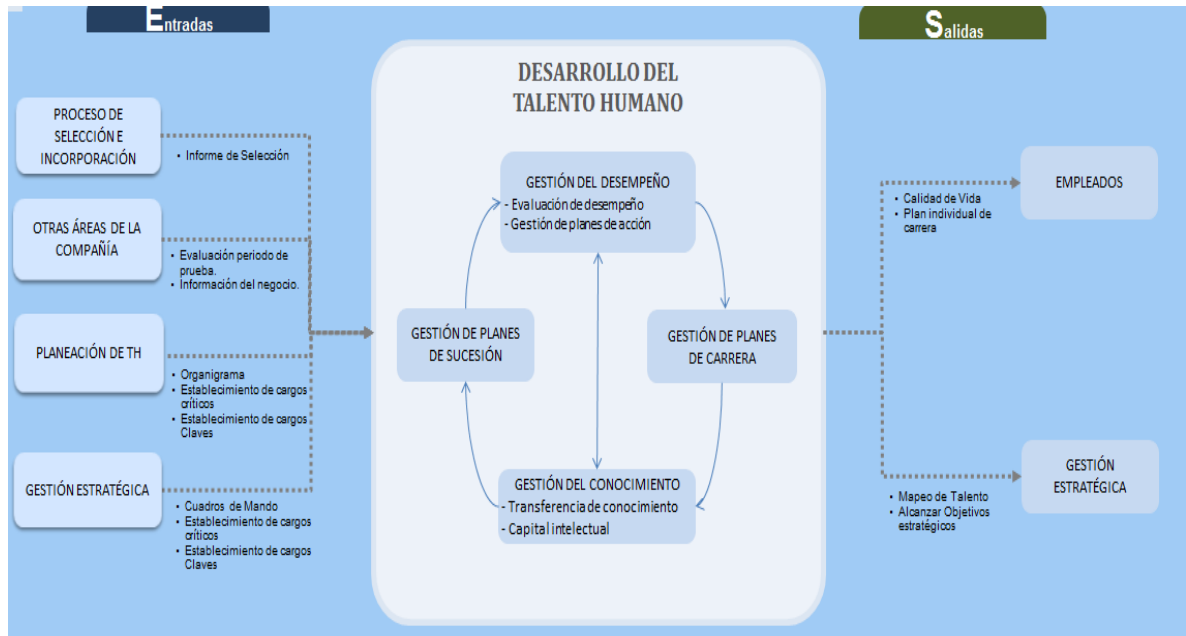 Entradas
Salidas
PROCESO DE
SELECCIÓN E
INCORPORACIÓN
• Informe de Selección
OTRAS ÁREAS DE LA
COMPAÑÍA
• Evaluación periodo de
prueba.
• Información del negocio.
PLANEACIÓN DE TH
• Organigrama
• Establecimiento de cargos
críticos
• Establecimiento de cargos
Claves
GESTIÓN ESTRATÉGICA
• Cuadros de Mando
• Establecimiento de cargos
críticos
• Establecimiento de cargos
Claves
DESARROLLO DEL
TALENTO HUMANO
GESTIÓN DEL DESEMPEÑO
- Evaluación de desempeño
- Gestión de planes de acción
GESTIÓN DE PLANES
DE SUCESIÓN
GESTIÓN DE PLANES
DE CARRERA
GESTIÓN DEL CONOCIMIENTO
- Transferencia de conocimiento
- Capital intelectual
EMPLEADOS
• Calidad de Vida
• Plan individual de
carrera
GESTIÓN
ESTRATÉGICA
• Mapeo de Talento
• Alcanzar Objetivos
estratégicos